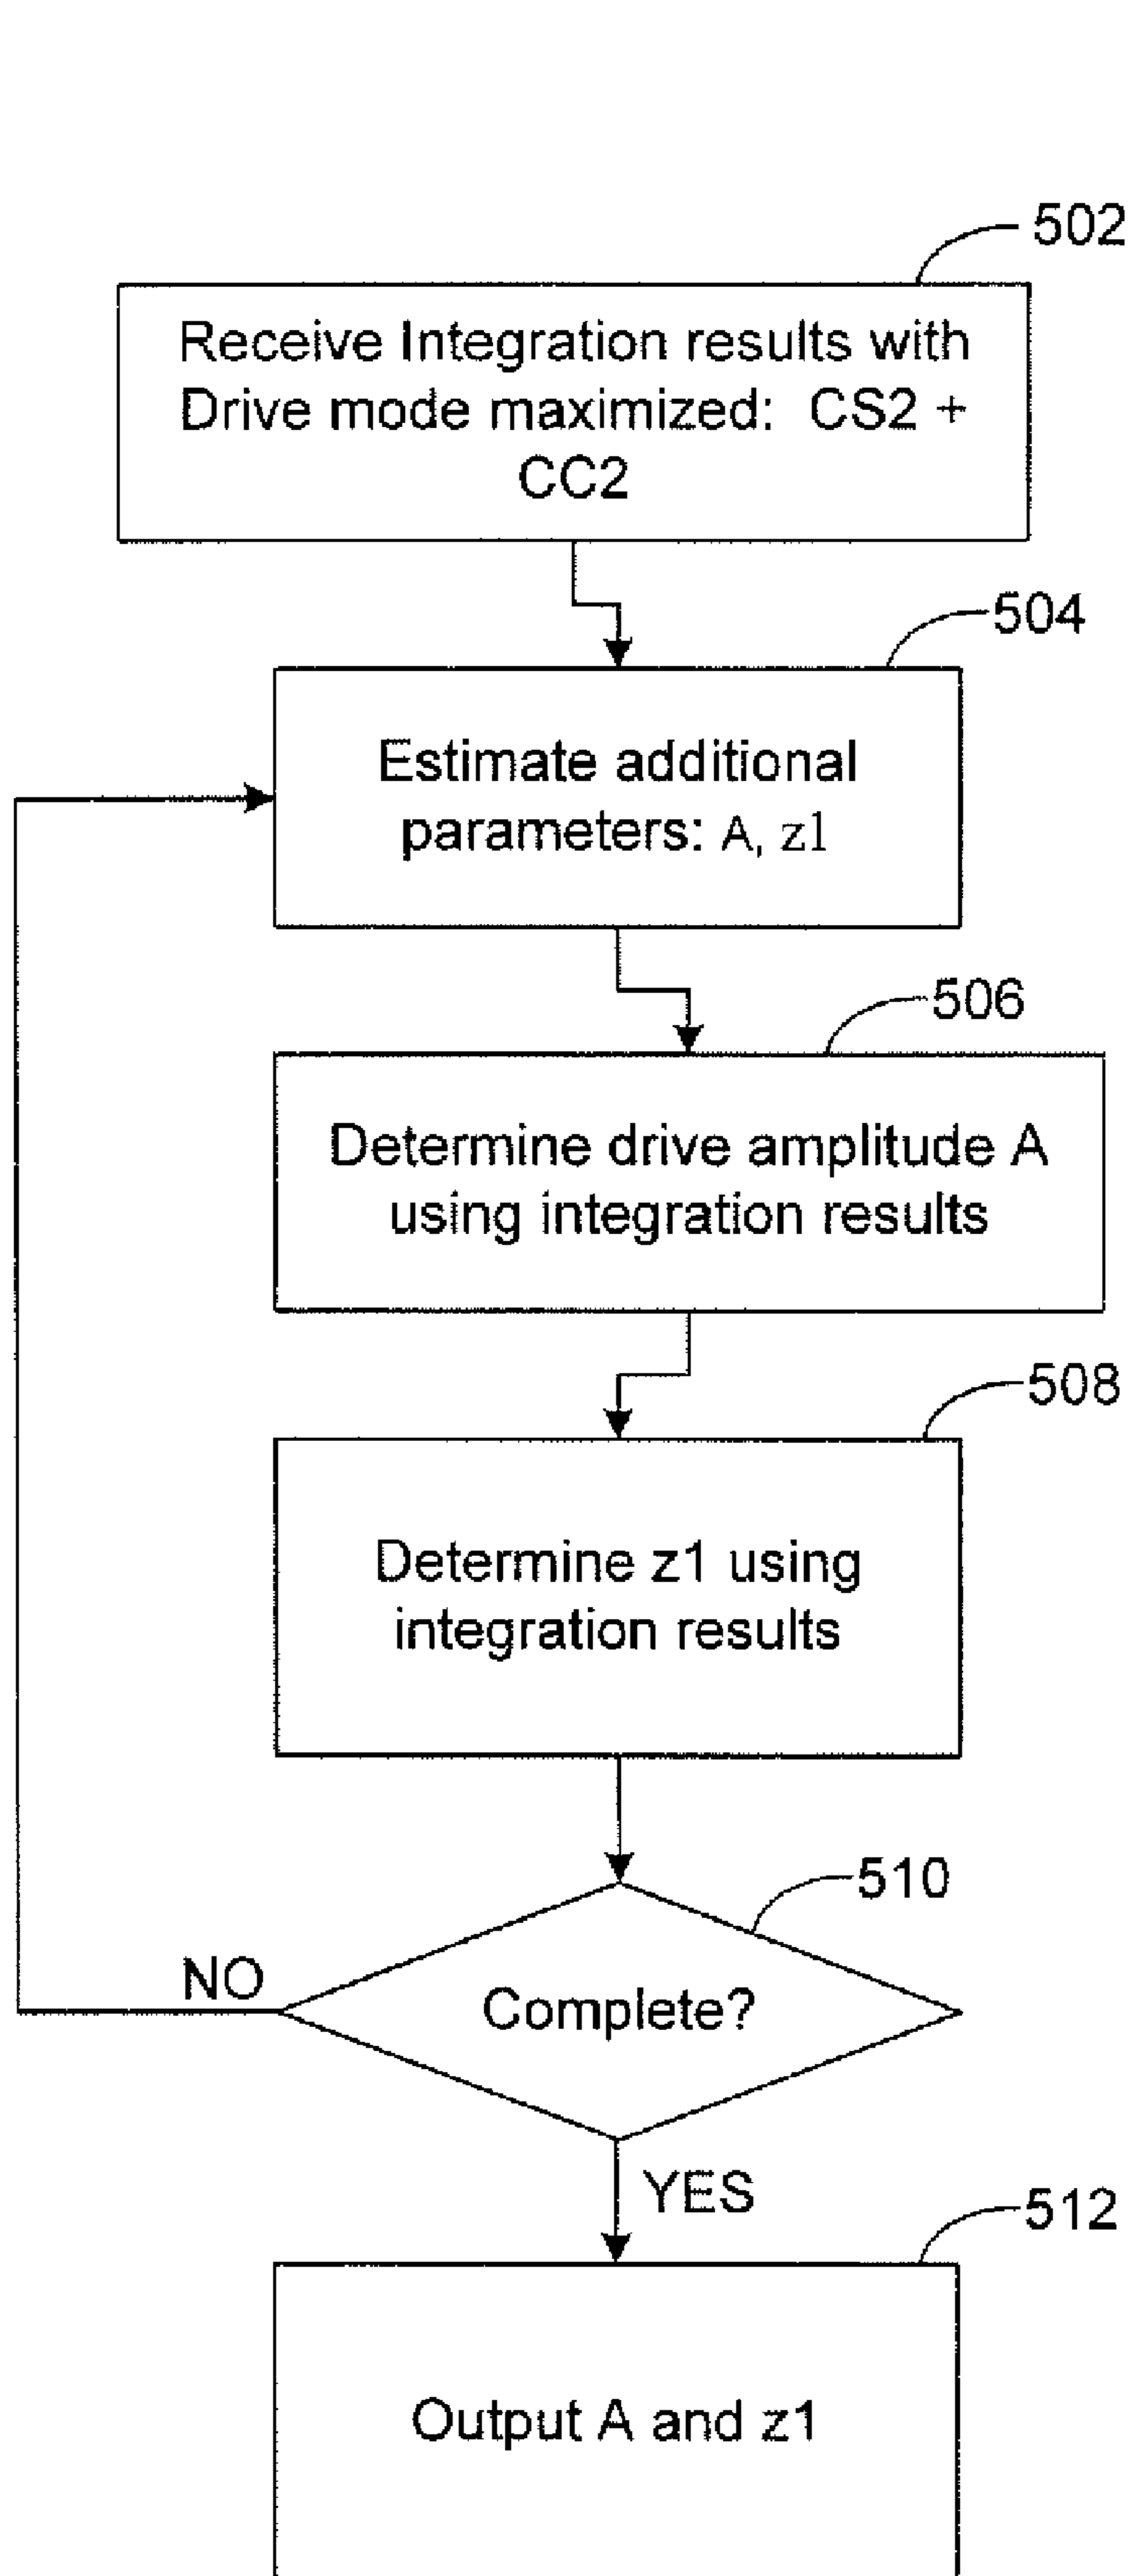 502
Receive Integration results with
Drive mode maximized: CS2 +
CC2
504
Estimate additional
parameters: A, z1
506
Determine drive amplitude A
using integration results
508
Determine z1 using
integration results
510
NO
Complete?
YES
512
Output A and z1